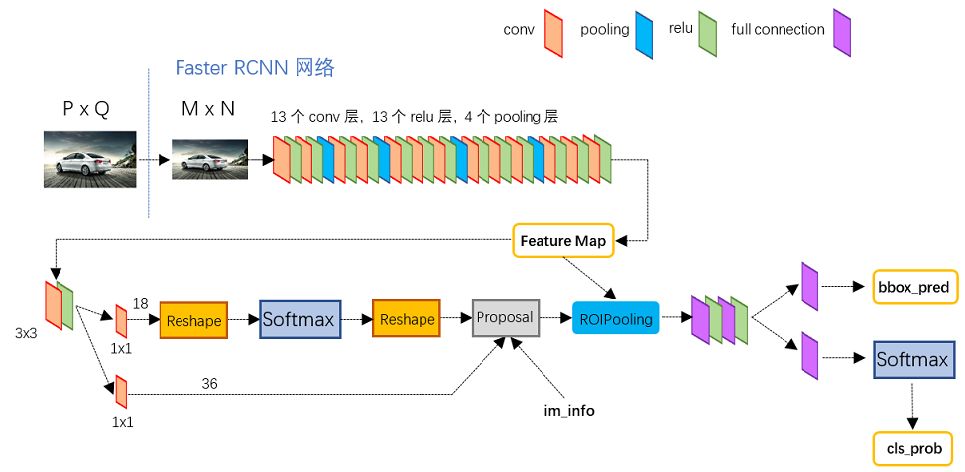 conv
pooling
relu
full connection
Faster RCNN 网络
P x Q
M x N
13 个 conv 层, 13 个 relu 层, 4 个 pooling 层
Feature Map
3x3
1x1
18
Reshape
Softmax
Reshape
Proposal
ROIPooling
bbox_pred
Softmax
cls_prob
1x1
36
im_info